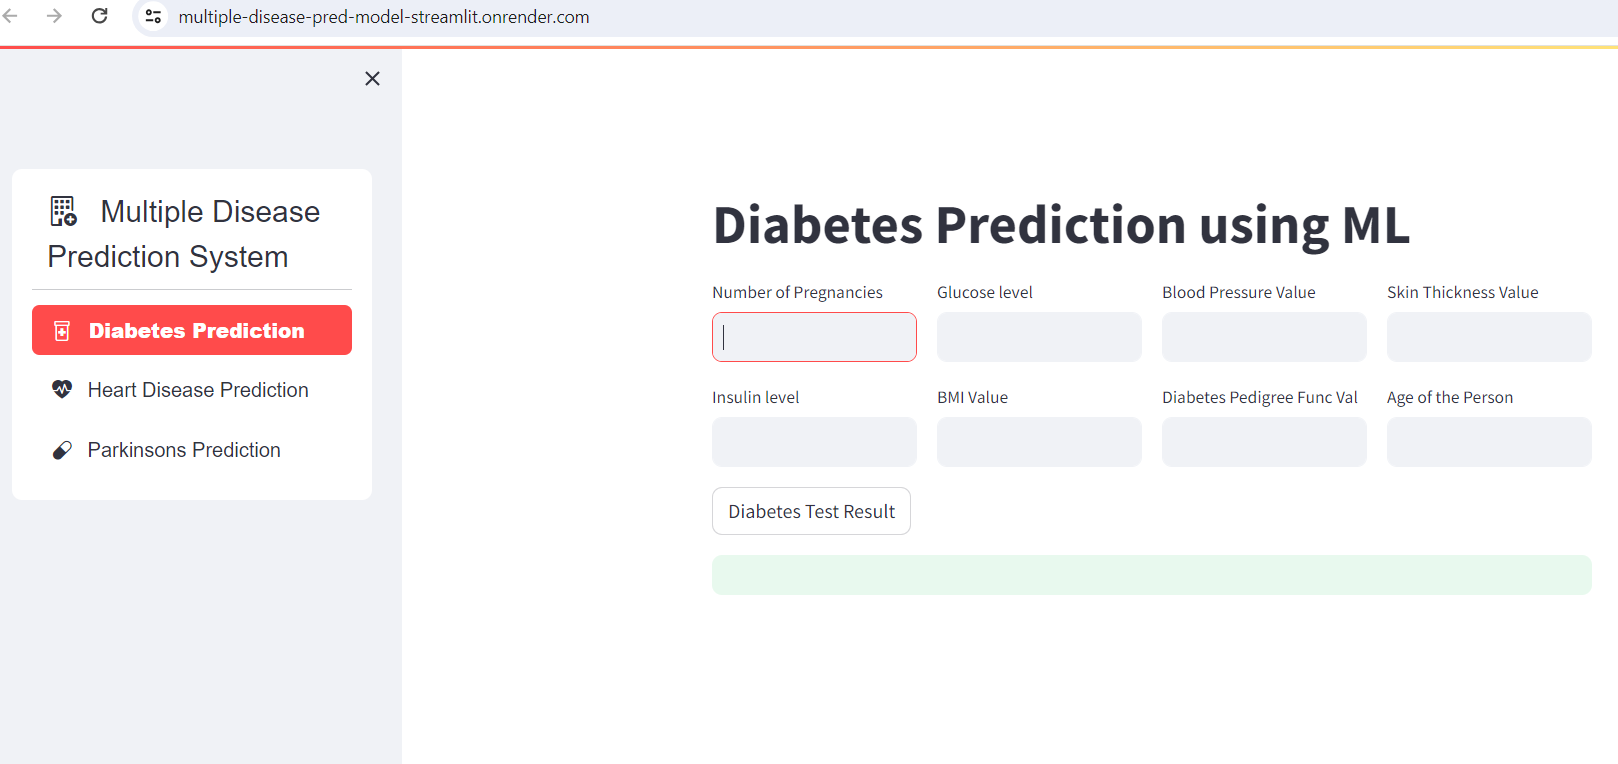 multiple-disease-pred-model-streamlit.onrender.com
Multiple Disease
Prediction System
Diabetes Prediction
Heart Disease Prediction
Parkinsons Prediction
Diabetes Prediction using ML
Number of Pregnancies Glucose level Blood Pressure Value Skin Thickness Value
Insulin level BMI Value Diabetes Pedigree Func Val Age of the Person
Diabetes Test Result